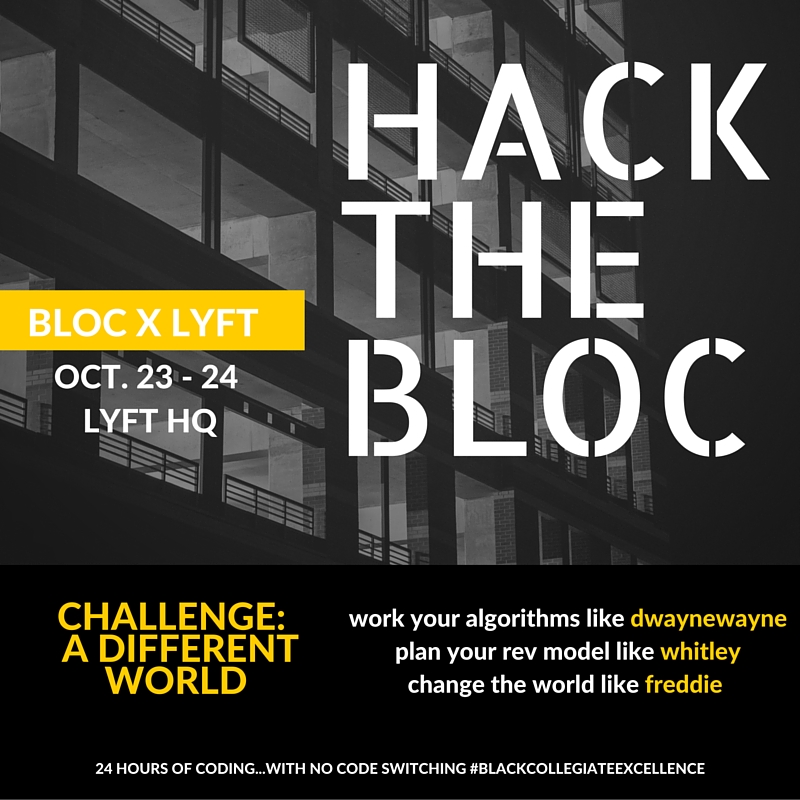 HACK
THE
BLOC
BLOC X LYFT
OCT. 23 - 24
LYFT HQ
CHALLENGE:
A DIFFERENT
WORLD
work your algorithms like dwaynewayne
plan your rev model like whitley
change the world like freddie
24 HOURS OF CODING...WITH NO CODE SWITCHING #BLACKCOLLEGIATEEXCELLENCE